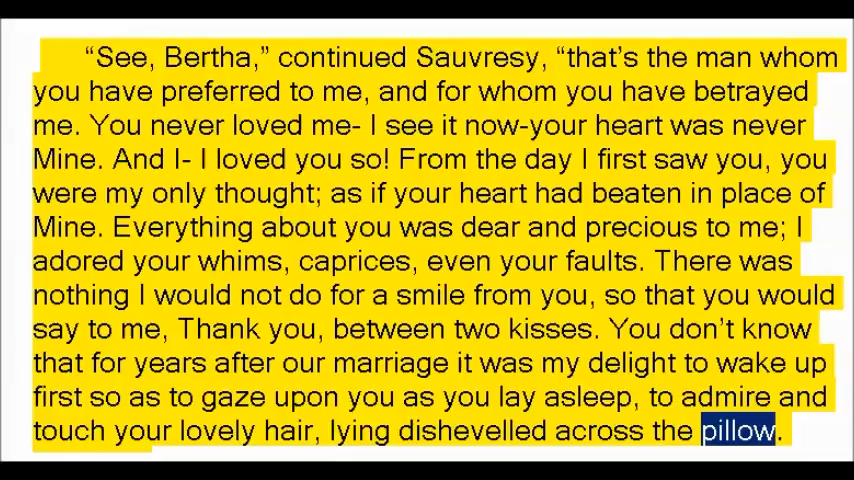 “See, Bertha,” continued Sauvresy, “that’s the man whom
you have preferred to me, and for whom you have betrayed
me. You never loved me- I see it now-your heart was never
Mine. And I- I loved you so! From the day I first saw you, you
were my only thought; as if your heart had beaten in place of
Mine. Everything about you was dear and precious to me; I
adored your whims, caprices, even your faults. There was
nothing I would not do for a smile from you, so that you would
say to me, Thank you, between two kisses. You don’t know
that for years after our marriage it was my delight to wake up
first so as to gaze upon you as you lay asleep, to admire and
touch your lovely hair, lying dishevelled across the pillow.